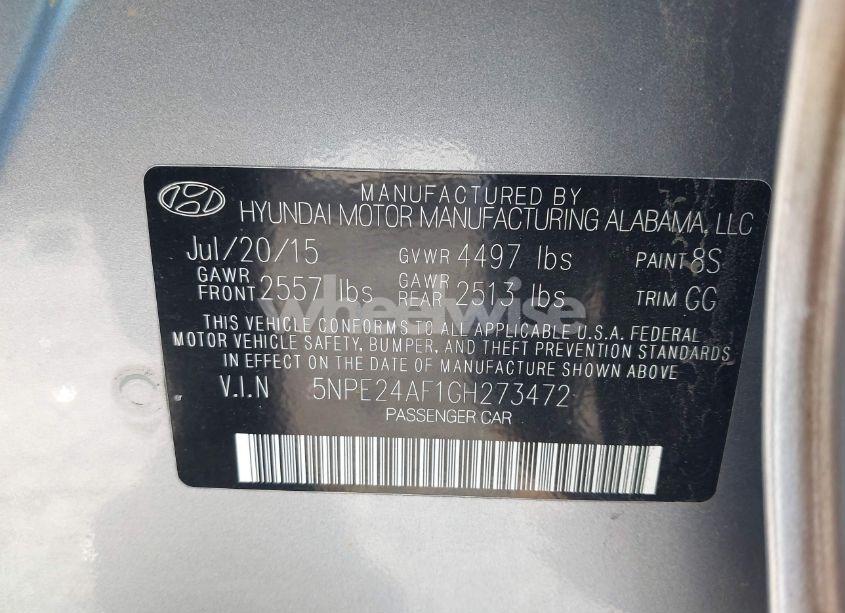 MANUFACTURED BY
HYUNDAI MOTOR MANUFACTURING ALABAMA, LLC
Jul/20/15 GVWR 4497 lbs PAINT 8S
GAWR FRONT 2557 lbs GAWR REAR 2513 lbs TRIM GG
wheelwise
THIS VEHICLE CONFORMS TO ALL APPLICABLE U.S.A. FEDERAL
MOTOR VEHICLE SAFETY, BUMPER, AND THEFT PREVENTION STANDARDS
IN EFFECT ON THE DATE OF MANUFACTURE SHOWN ABOVE
V.I.N 5NPE24AF1GH273472
PASSENGER CAR